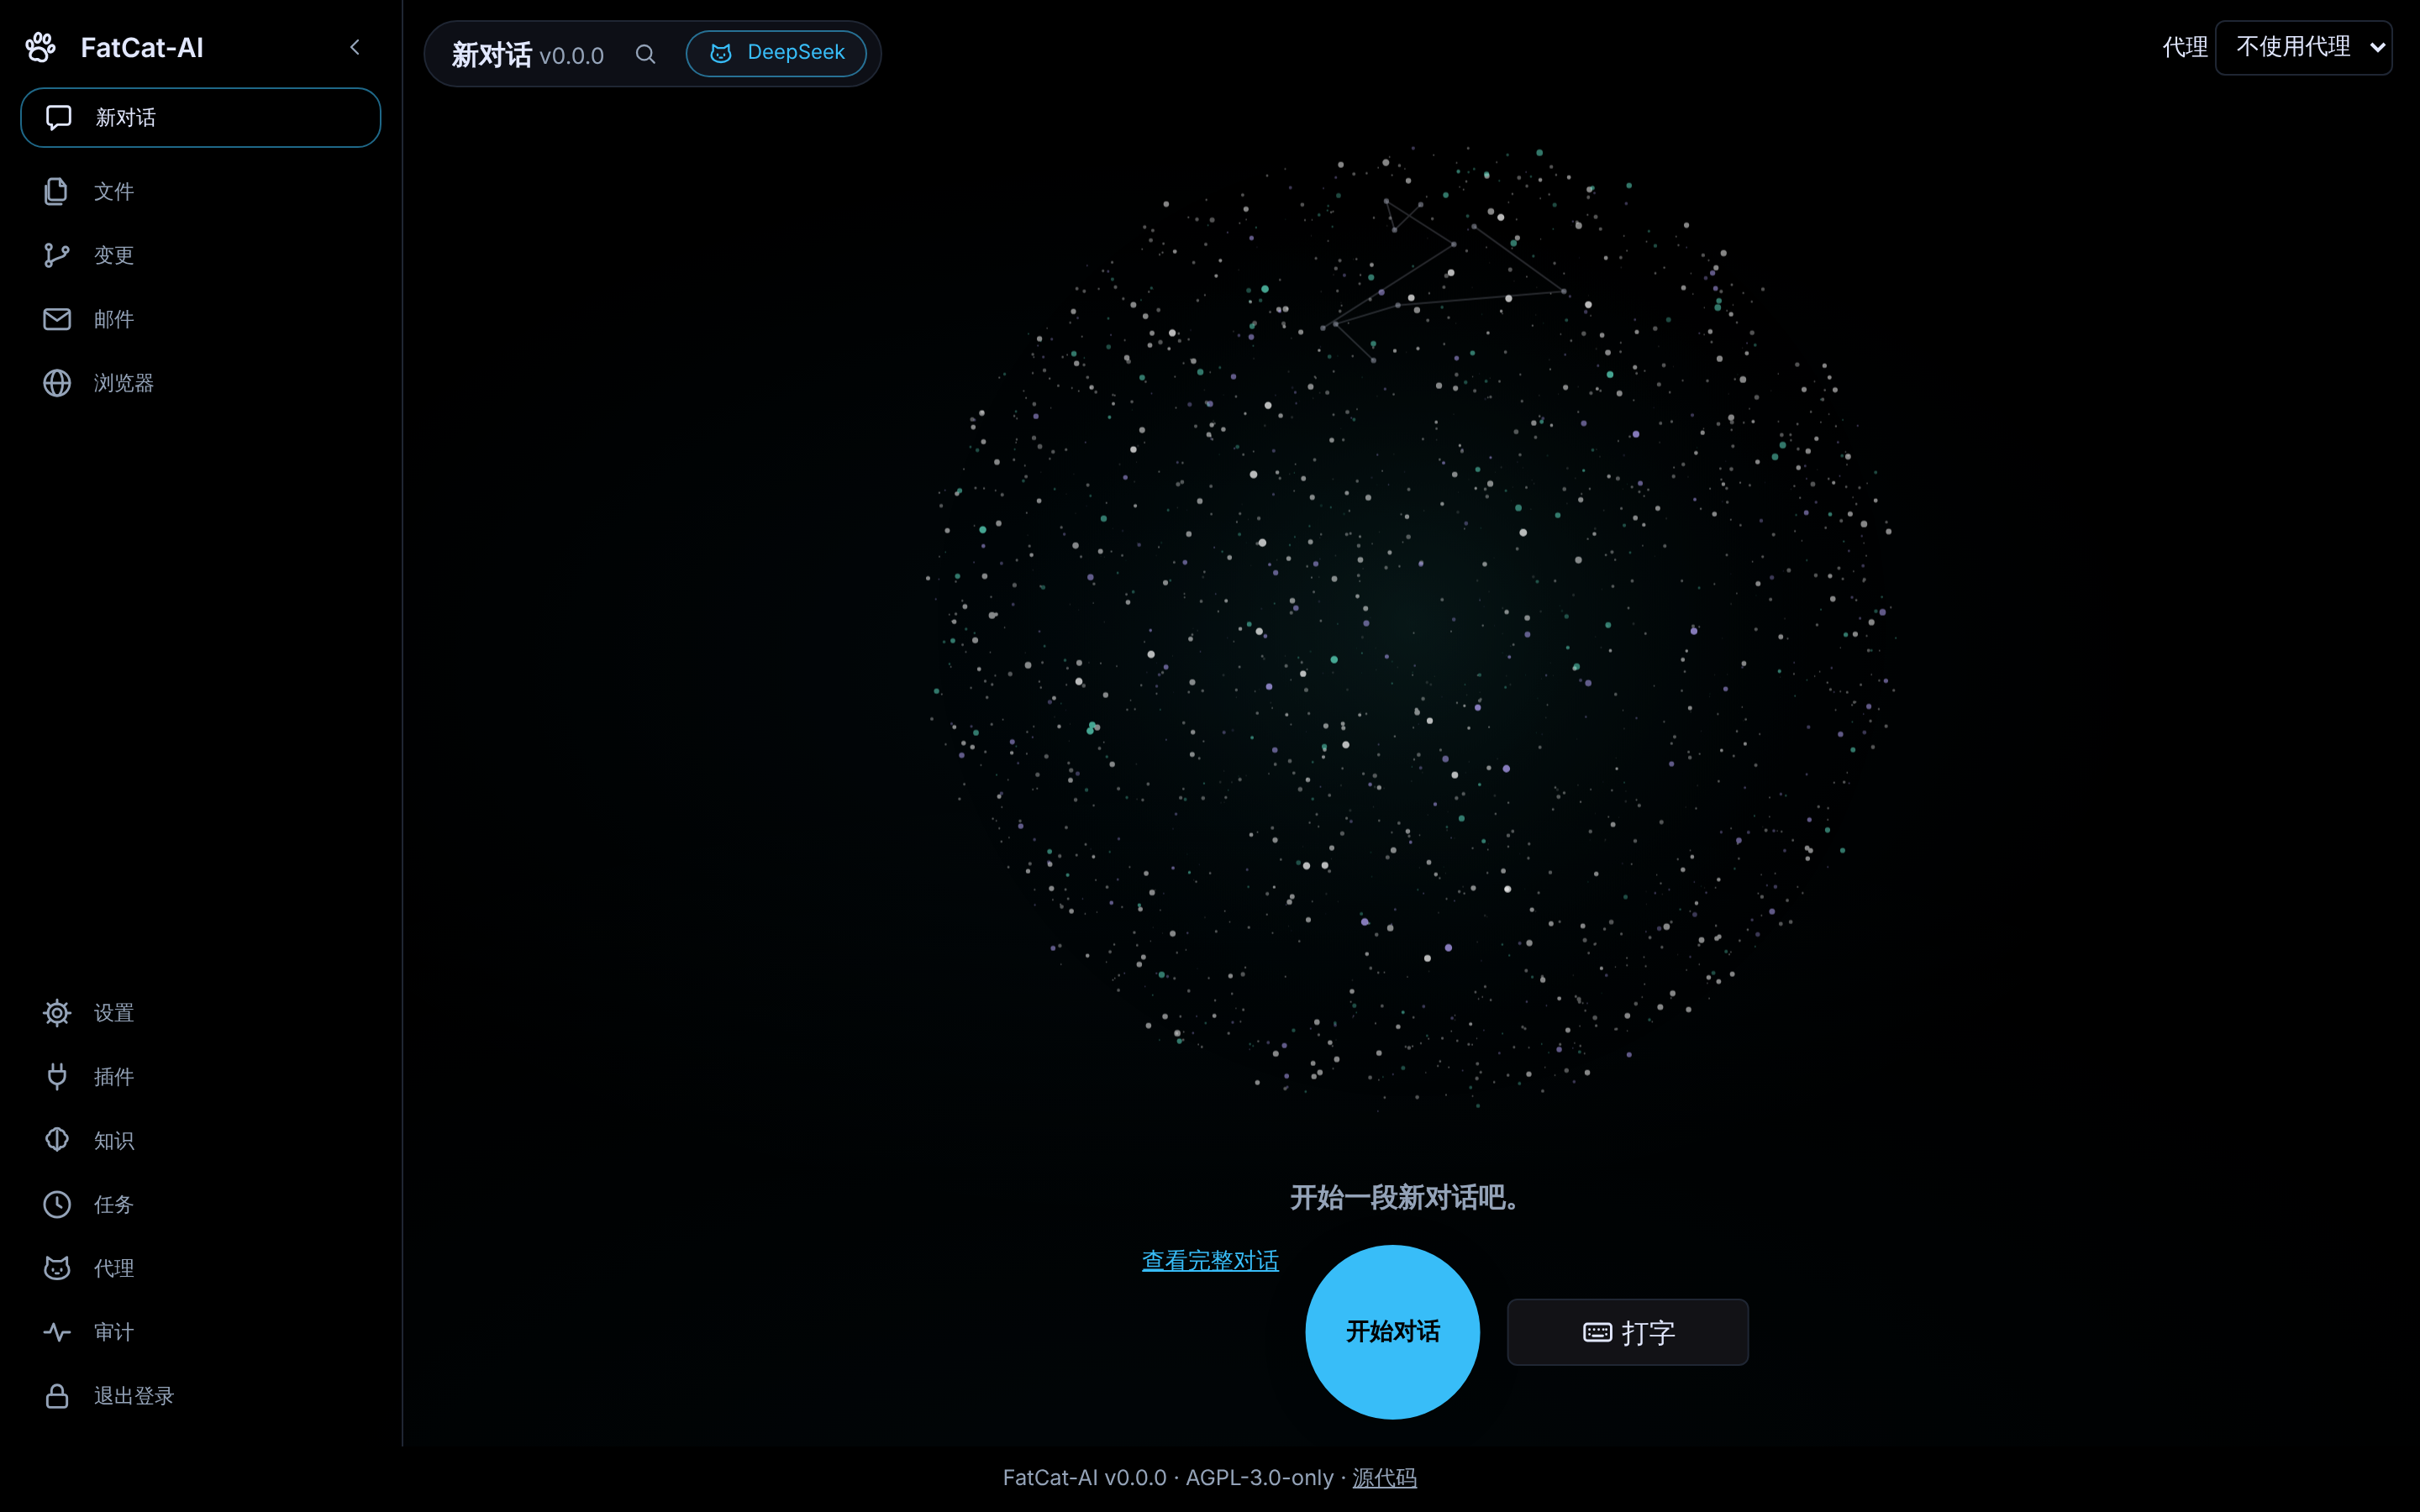 FatCat-AI
新对话
文件
变更
邮件
浏览器
设置
插件
知识
任务
代理
审计
退出登录
新对话 v0.0.0 DeepSeek
代理 不使用代理
开始一段新对话吧。
查看完整对话
开始对话
打字
FatCat-AI v0.0.0 · AGPL-3.0-only · 源代码